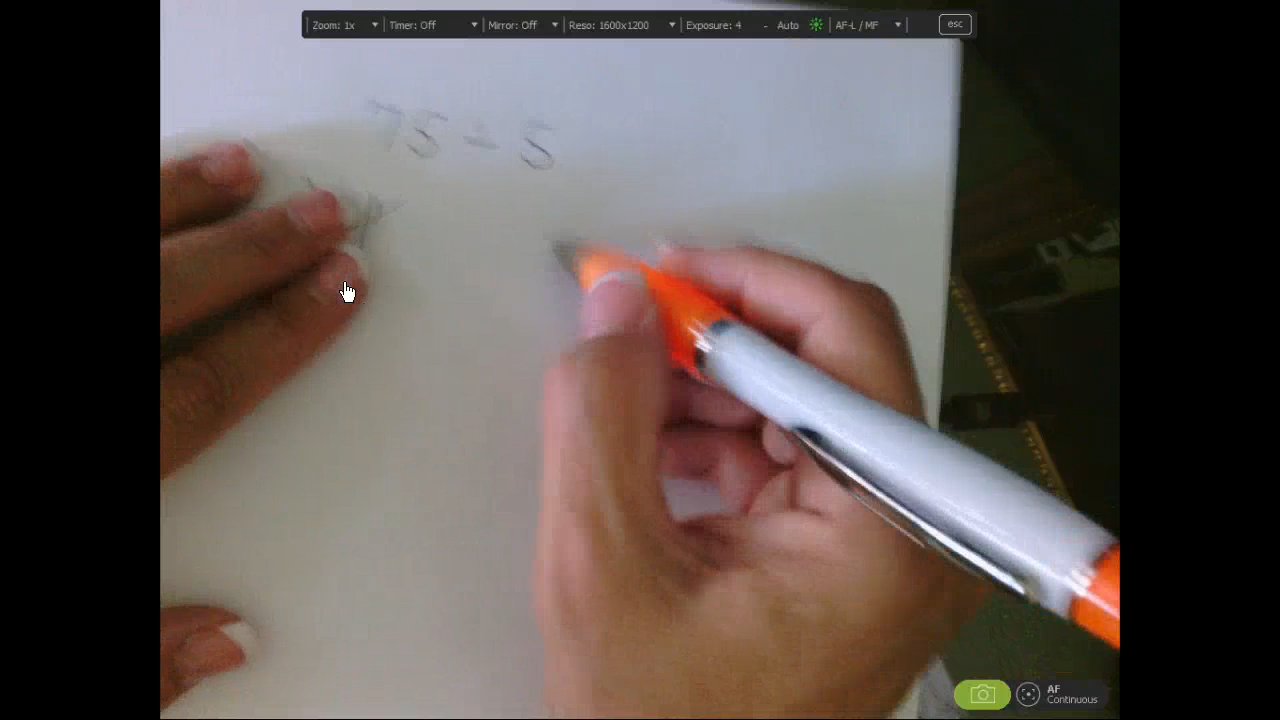 Zoom: 1x Timer: Off Mirror: Off Reso: 1600x1200 Exposure: 4 - Auto AF-L / MF esc
75 ÷ 5
AF
Continuous